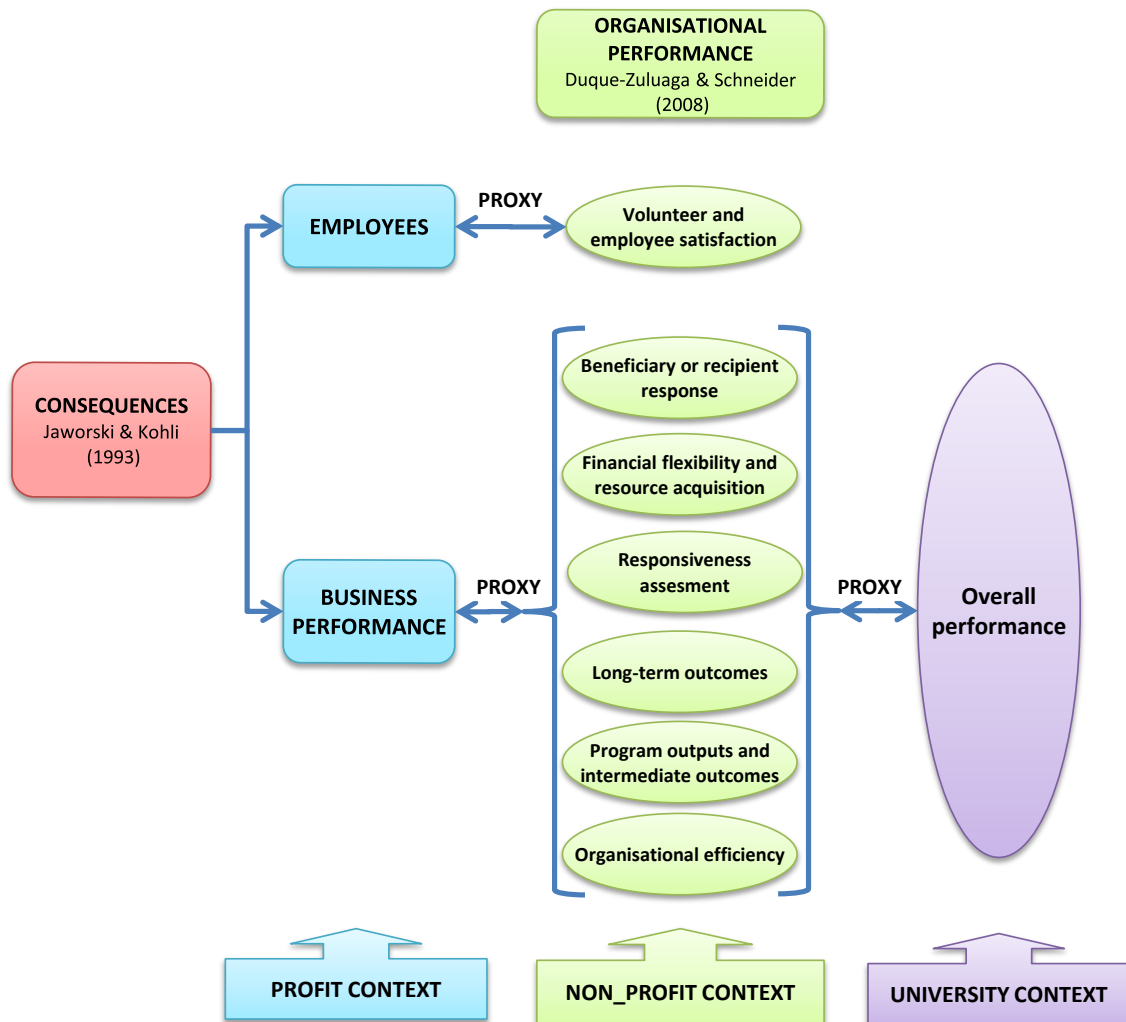 ORGANISATIONAL
PERFORMANCE
Duque-Zuluaga & Schneider
(2008)
PROXY
EMPLOYEES
Volunteer and
employee satisfaction
CONSEQUENCES
Jaworski & Kohli
(1993)
Beneficiary or recipient
response
Financial flexibility and
resource acquisition
Responsiveness
assesment
BUSINESS
PERFORMANCE
PROXY
PROXY
Overall
performance
Long-term outcomes
Program outputs and
intermediate outcomes
Organisational efficiency
PROFIT CONTEXT
NON_PROFIT CONTEXT
UNIVERSITY CONTEXT